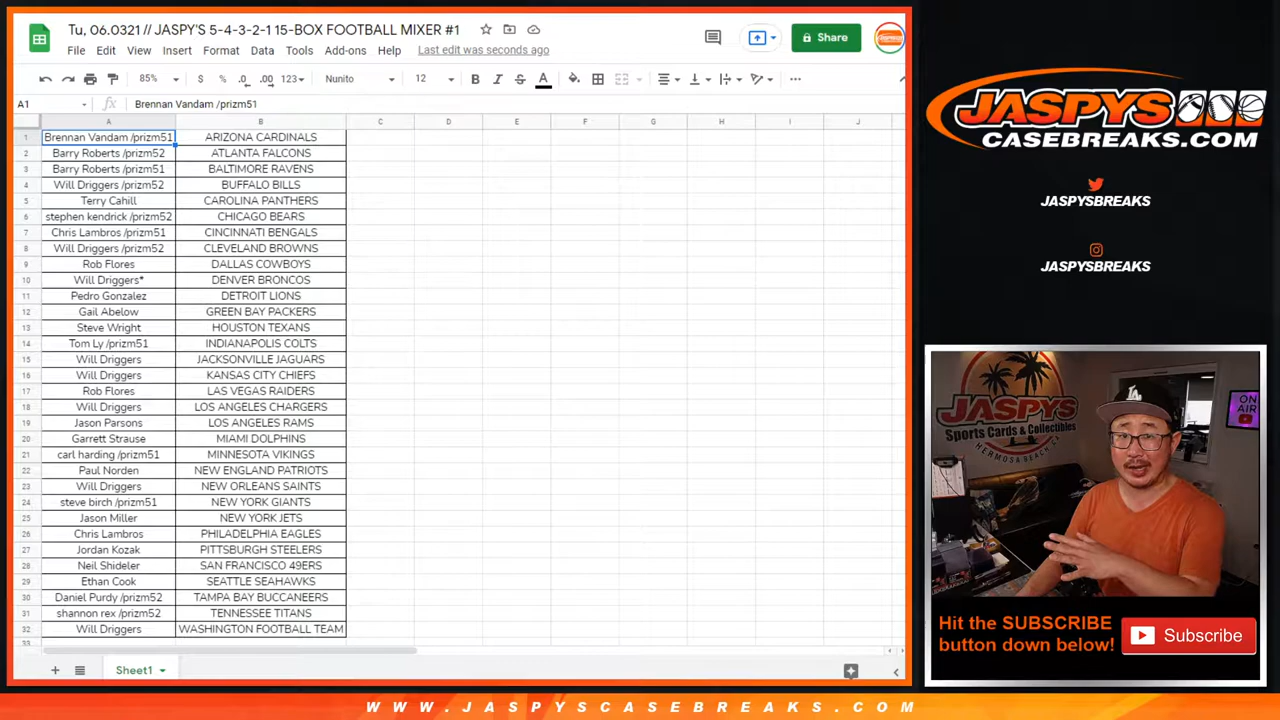 Tu, 06.0321 // JASPY'S 5-4-3-2-1 15-BOX FOOTBALL MIXER #1
File Edit View Insert Format Data Tools Add-ons Help Last edit was seconds ago
Share
85% $ % .0 .00 123 Nunito 12 B I S A
A1 fx Brennan Vandam /prizm51
A B C D E F G H I J
1 Brennan Vandam /prizm51 ARIZONA CARDINALS
2 Barry Roberts /prizm52 ATLANTA FALCONS
3 Barry Roberts /prizm51 BALTIMORE RAVENS
4 Will Driggers /prizm52 BUFFALO BILLS
5 Terry Cahill CAROLINA PANTHERS
6 stephen kendrick /prizm52 CHICAGO BEARS
7 Chris Lambros /prizm51 CINCINNATI BENGALS
8 Will Driggers /prizm52 CLEVELAND BROWNS
9 Rob Flores DALLAS COWBOYS
10 Will Driggers* DENVER BRONCOS
11 Pedro Gonzalez DETROIT LIONS
12 Gail Abelow GREEN BAY PACKERS
13 Steve Wright HOUSTON TEXANS
14 Tom Ly /prizm51 INDIANAPOLIS COLTS
15 Will Driggers JACKSONVILLE JAGUARS
16 Will Driggers KANSAS CITY CHIEFS
17 Rob Flores LAS VEGAS RAIDERS
18 Will Driggers LOS ANGELES CHARGERS
19 Jason Parsons LOS ANGELES RAMS
20 Garrett Strause MIAMI DOLPHINS
21 carl harding /prizm51 MINNESOTA VIKINGS
22 Paul Norden NEW ENGLAND PATRIOTS
23 Will Driggers NEW ORLEANS SAINTS
24 steve birch /prizm51 NEW YORK GIANTS
25 Jason Miller NEW YORK JETS
26 Chris Lambros PHILADELPHIA EAGLES
27 Jordan Kozak PITTSBURGH STEELERS
28 Neil Shideler SAN FRANCISCO 49ERS
29 Ethan Cook SEATTLE SEAHAWKS
30 Daniel Purdy /prizm52 TAMPA BAY BUCCANEERS
31 shannon rex /prizm52 TENNESSEE TITANS
32 Will Driggers WASHINGTON FOOTBALL TEAM
33
Sheet1
JASPYS
CASEBREAKS.COM
JASPYSBREAKS
JASPYSBREAKS
JASPYS
Sports Cards & Collectibles
HERMOSA BEACH
LA
ON
AIR
Hit the SUBSCRIBE
button down below!
Subscribe
WWW.JASPYSCASEBREAKS.COM